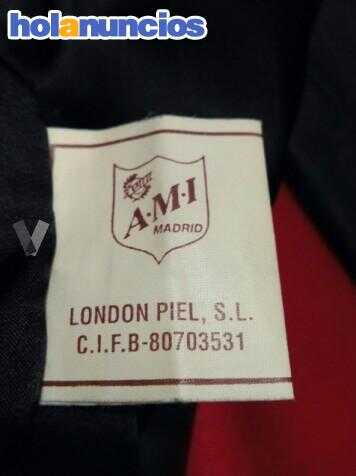 holanuncios
A·M·I
MADRID
LONDON PIEL, S.L.
C.I.F.B-80703531